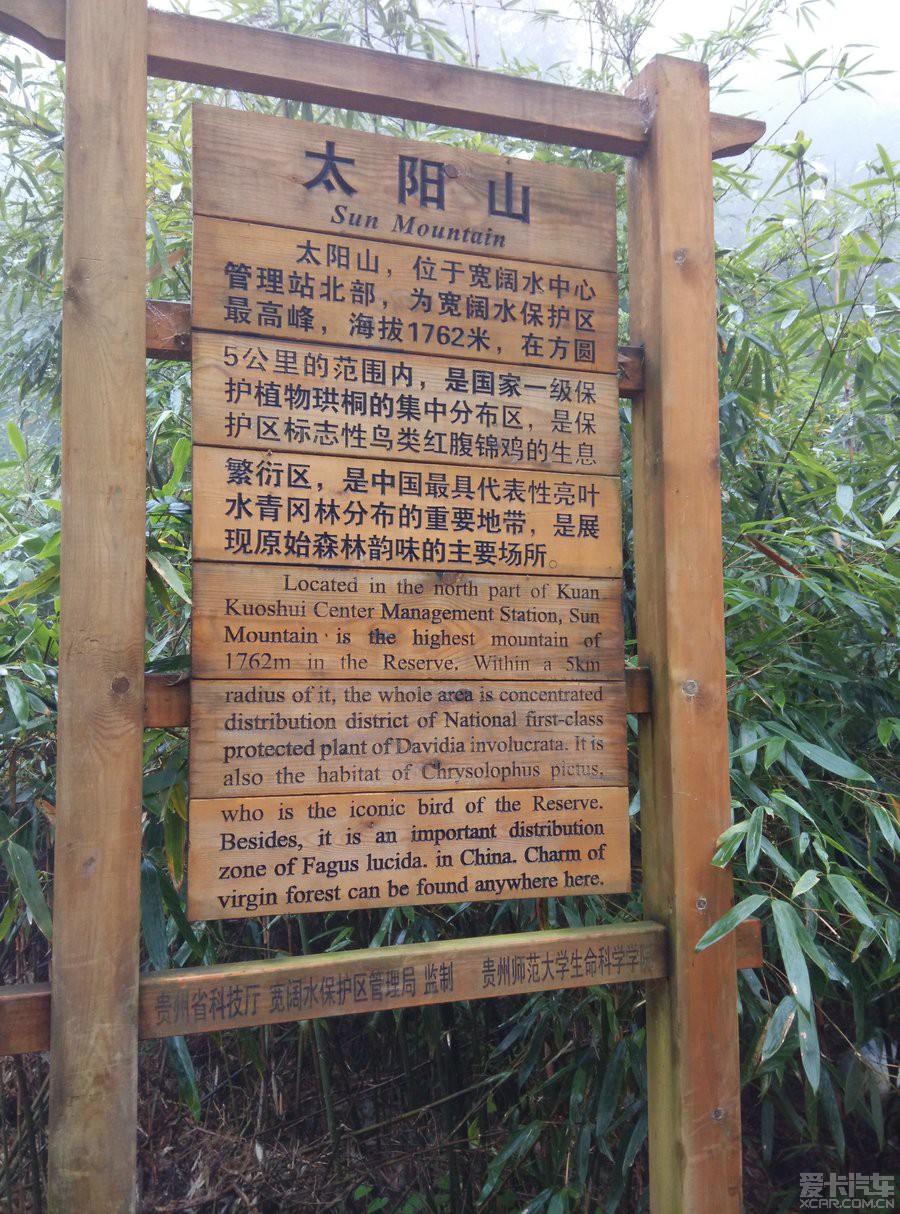 太阳山
Sun Mountain
太阳山，位于宽阔水中心
管理站北部，为宽阔水保护区
最高峰，海拔1762米，在方圆
5公里的范围内，是国家一级保
护植物珙桐的集中分布区，是保
护区标志性鸟类红腹锦鸡的生息
繁衍区，是中国最具代表性亮叶
水青冈林分布的重要地带，是展
现原始森林韵味的主要场所。
Located in the north part of Kuan
Kuoshui Center Management Station, Sun
Mountain is the highest mountain of
1762m in the Reserve. Within a 5km
radius of it, the whole area is concentrated
distribution district of National first-class
protected plant of Davidia involucrata. It is
also the habitat of Chrysolophus pictus,
who is the iconic bird of the Reserve.
Besides, it is an important distribution
zone of Fagus lucida. in China. Charm of
virgin forest can be found anywhere here.
贵州省科技厅 宽阔水保护区管理局 监制 贵州师范大学生命科学学院
爱卡汽车
XCAR.COM.CN